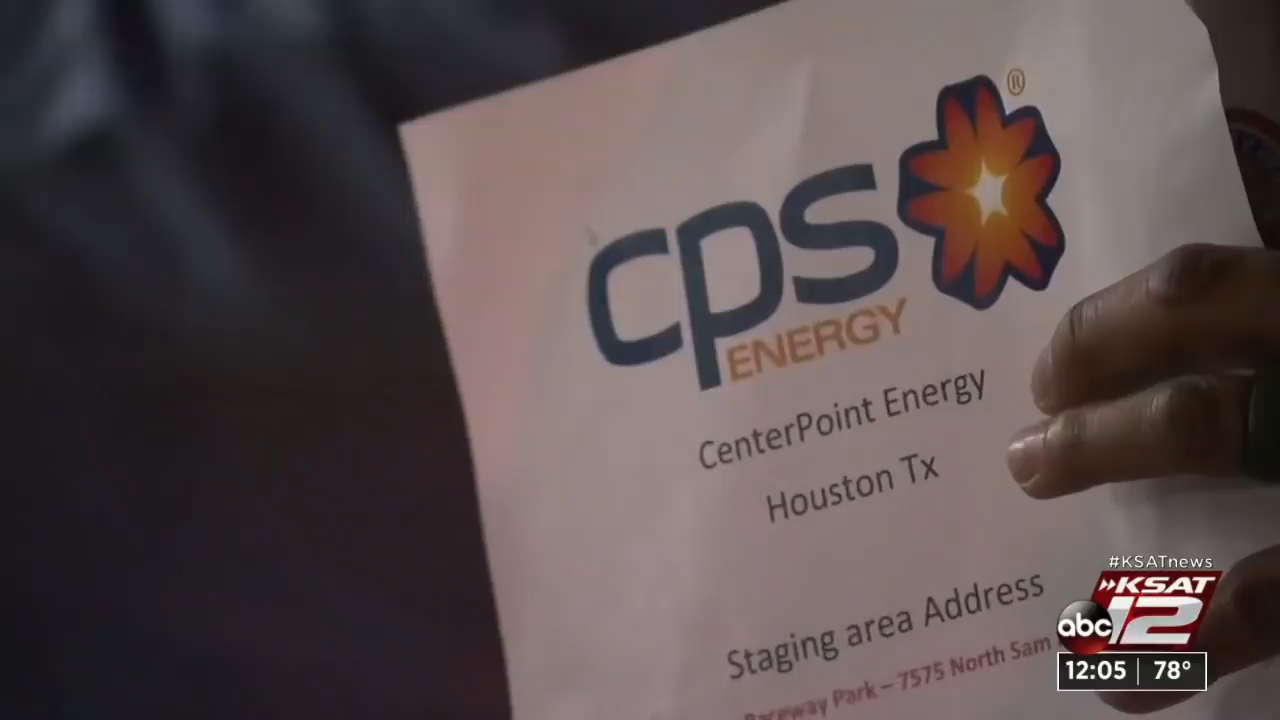 cps
®
ENERGY
CenterPoint Energy
Houston Tx
Staging area Address
Park – 7575 North Sam
#KSATnews
KSAT
abc 12
12:05 78°